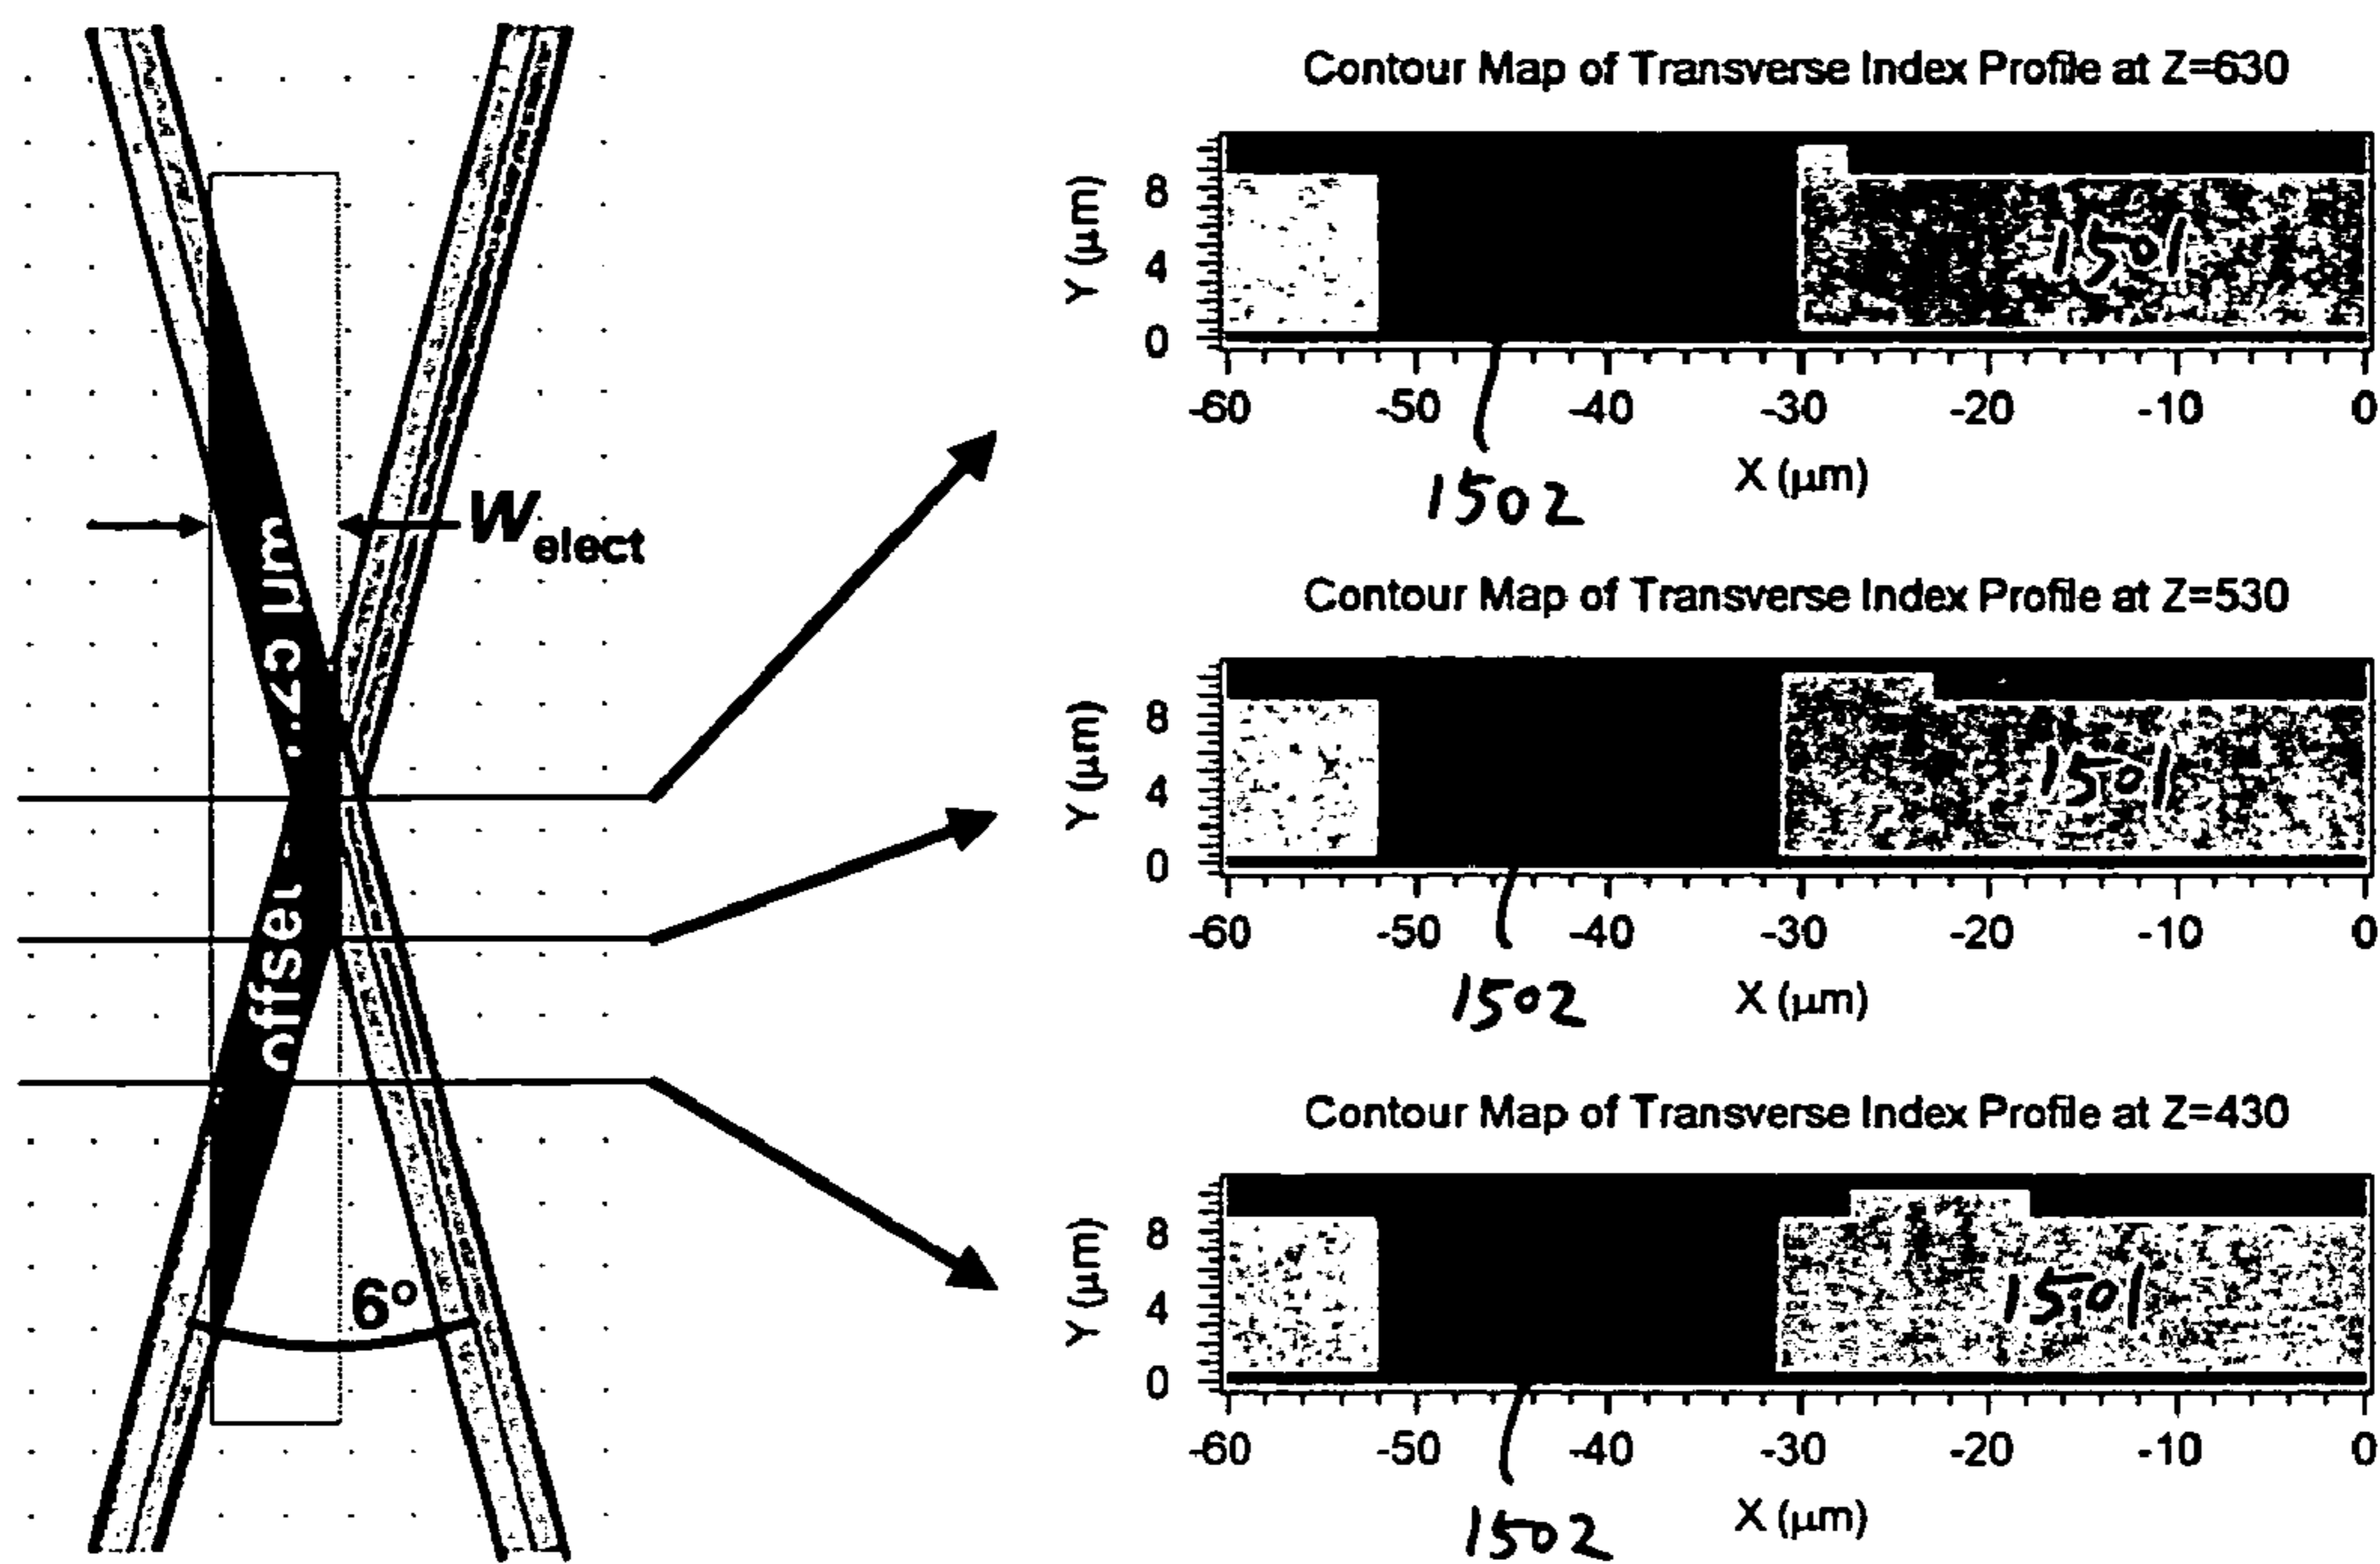 W elect
offset
μm
6°
Contour Map of Transverse Index Profile at Z=630
Y (μm)
8
4
0
1501
-60 -50 -40 -30 -20 -10 0
1502
X (μm)
Contour Map of Transverse Index Profile at Z=530
Y (μm)
8
4
0
1501
-60 -50 -40 -30 -20 -10 0
1502
X (μm)
Contour Map of Transverse Index Profile at Z=430
Y (μm)
8
4
0
1501
-60 -50 -40 -30 -20 -10 0
1502
X (μm)